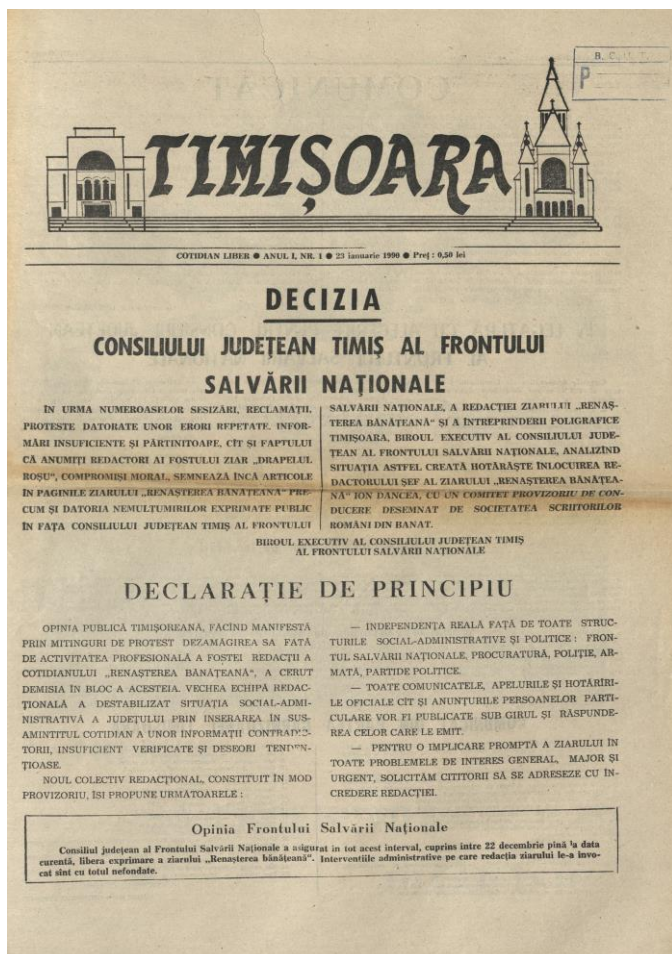 B. C. U. T.
P
TIMIȘOARA
COTIDIAN LIBER ● ANUL I, NR. 1 ● 23 ianuarie 1990 ● Preț : 0,50 lei
DECIZIA
CONSILIULUI JUDEȚEAN TIMIȘ AL FRONTULUI
SALVĂRII NAȚIONALE
ÎN URMA NUMEROASELOR SESIZĂRI, RECLAMAȚII,
PROTESTE DATORATE UNOR ERORI REPETATE, INFOR-
MĂRI INSUFICIENTE ȘI PĂRTINITOARE, CÎT ȘI FAPTULUI
CĂ ANUMIȚI REDACTORI AI FOSTULUI ZIAR „DRAPELUL
ROȘU”, COMPROMIȘI MORAL, SEMNEAZĂ ÎNCĂ ARTICOLE
ÎN PAGINILE ZIARULUI „RENAȘTEREA BĂNĂȚEANĂ” PRE-
CUM ȘI DATORIA NEMULȚUMIRILOR EXPRIMATE PUBLIC
ÎN FAȚA CONSILIULUI JUDEȚEAN TIMIȘ AL FRONTULUI
SALVĂRII NAȚIONALE, A REDACȚIEI ZIARULUI „RENAȘ-
TEREA BĂNĂȚEANĂ” ȘI A ÎNTREPRINDERII POLIGRAFICE
TIMIȘOARA, BIROUL EXECUTIV AL CONSILIULUI JUDE-
ȚEAN AL FRONTULUI SALVĂRII NAȚIONALE, ANALIZÎND
SITUAȚIA ASTFEL CREATĂ HOTĂRĂȘTE ÎNLOCUIREA RE-
DACTORULUI ȘEF AL ZIARULUI „RENAȘTEREA BĂNĂȚEA-
NĂ” ION DANCEA, CU UN COMITET PROVIZORIU DE CON-
DUCERE DESEMNAT DE SOCIETATEA SCRIITORILOR
ROMÂNI DIN BANAT.
BIROUL EXECUTIV AL CONSILIULUI JUDEȚEAN TIMIȘ
AL FRONTULUI SALVĂRII NAȚIONALE
DECLARAȚIE DE PRINCIPIU
OPINIA PUBLICĂ TIMIȘOREANĂ, FĂCÎND MANIFESTĂ
PRIN MITINGURI DE PROTEST DEZAMĂGIREA SA FAȚĂ
DE ACTIVITATEA PROFESIONALĂ A FOSTEI REDACȚII A
COTIDIANULUI „RENAȘTEREA BĂNĂȚEANĂ”, A CERUT
DEMISIA ÎN BLOC A ACESTEIA. VECHEA ECHIPĂ REDAC-
ȚIONALĂ A DESTABILIZAT SITUAȚIA SOCIAL-ADMI-
NISTRATIVĂ A JUDEȚULUI PRIN INSERAREA ÎN SUS-
AMINTITUL COTIDIAN A UNOR INFORMAȚII CONTRADIC-
TORII, INSUFICIENT VERIFICATE ȘI DESEORI TENDEN-
ȚIOASE.
NOUL COLECTIV REDACȚIONAL, CONSTITUIT ÎN MOD
PROVIZORIU, ÎȘI PROPUNE URMĂTOARELE :
— INDEPENDENȚA REALĂ FAȚĂ DE TOATE STRUC-
TURILE SOCIAL-ADMINISTRATIVE ȘI POLITICE : FRON-
TUL SALVĂRII NAȚIONALE, PROCURATURĂ, POLIȚIE, AR-
MATĂ, PARTIDE POLITICE.
— TOATE COMUNICATELE, APELURILE ȘI HOTĂRÎRI-
LE OFICIALE CÎT ȘI ANUNȚURILE PERSOANELOR PARTI-
CULARE VOR FI PUBLICATE SUB GIRUL ȘI RĂSPUNDE-
REA CELOR CARE LE EMIT.
— PENTRU O IMPLICARE PROMPTĂ A ZIARULUI ÎN
TOATE PROBLEMELE DE INTERES GENERAL, MAJOR ȘI
URGENT, SOLICITĂM CITITORII SĂ SE ADRESEZE CU ÎN-
CREDERE REDACȚIEI.
Opinia Frontului Salvării Naționale
Consiliul județean al Frontului Salvării Naționale a asigurat în tot acest interval, cuprins între 22 decembrie pînă la data
curentă, libera exprimare a ziarului „Renașterea bănățeană”. Intervențiile administrative pe care redacția ziarului le-a invo-
cat sînt cu totul nefondate.